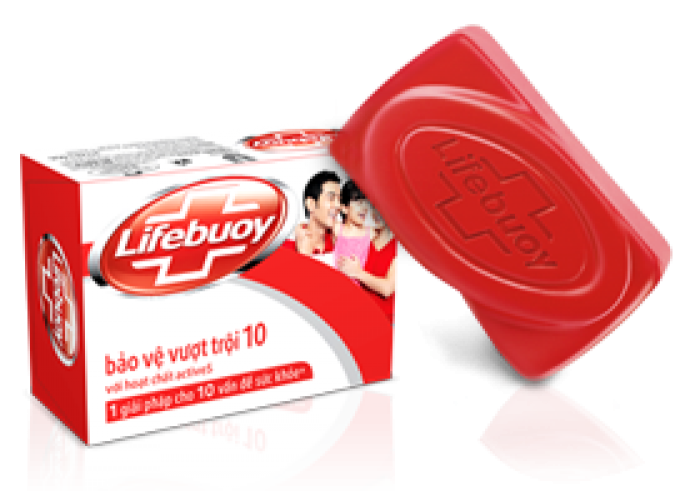 Lifebuoy
bảo vệ vượt trội 10
với hoạt chất active5
1 giải pháp cho 10 vấn đề sức khỏe**
Lifebuoy